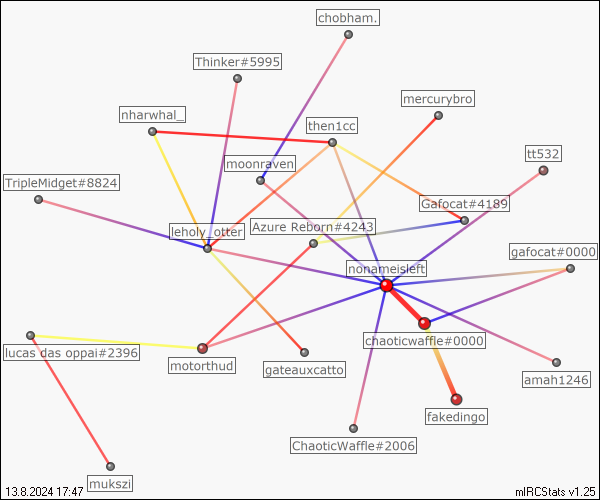 chobham.
Thinker#5995
mercurybro
nharwhal_
then1cc
moonraven
tt532
TripleMidget#8824
Gafocat#4189
leholy_otter
Azure Reborn#4243
gafocat#0000
nonameisleft
chaoticwaffle#0000
lucas das oppai#2396
motorthud
gateauxcatto
amah1246
fakedingo
ChaoticWaffle#2006
mukszi
13.8.2024 17:47
mIRCStats v1.25